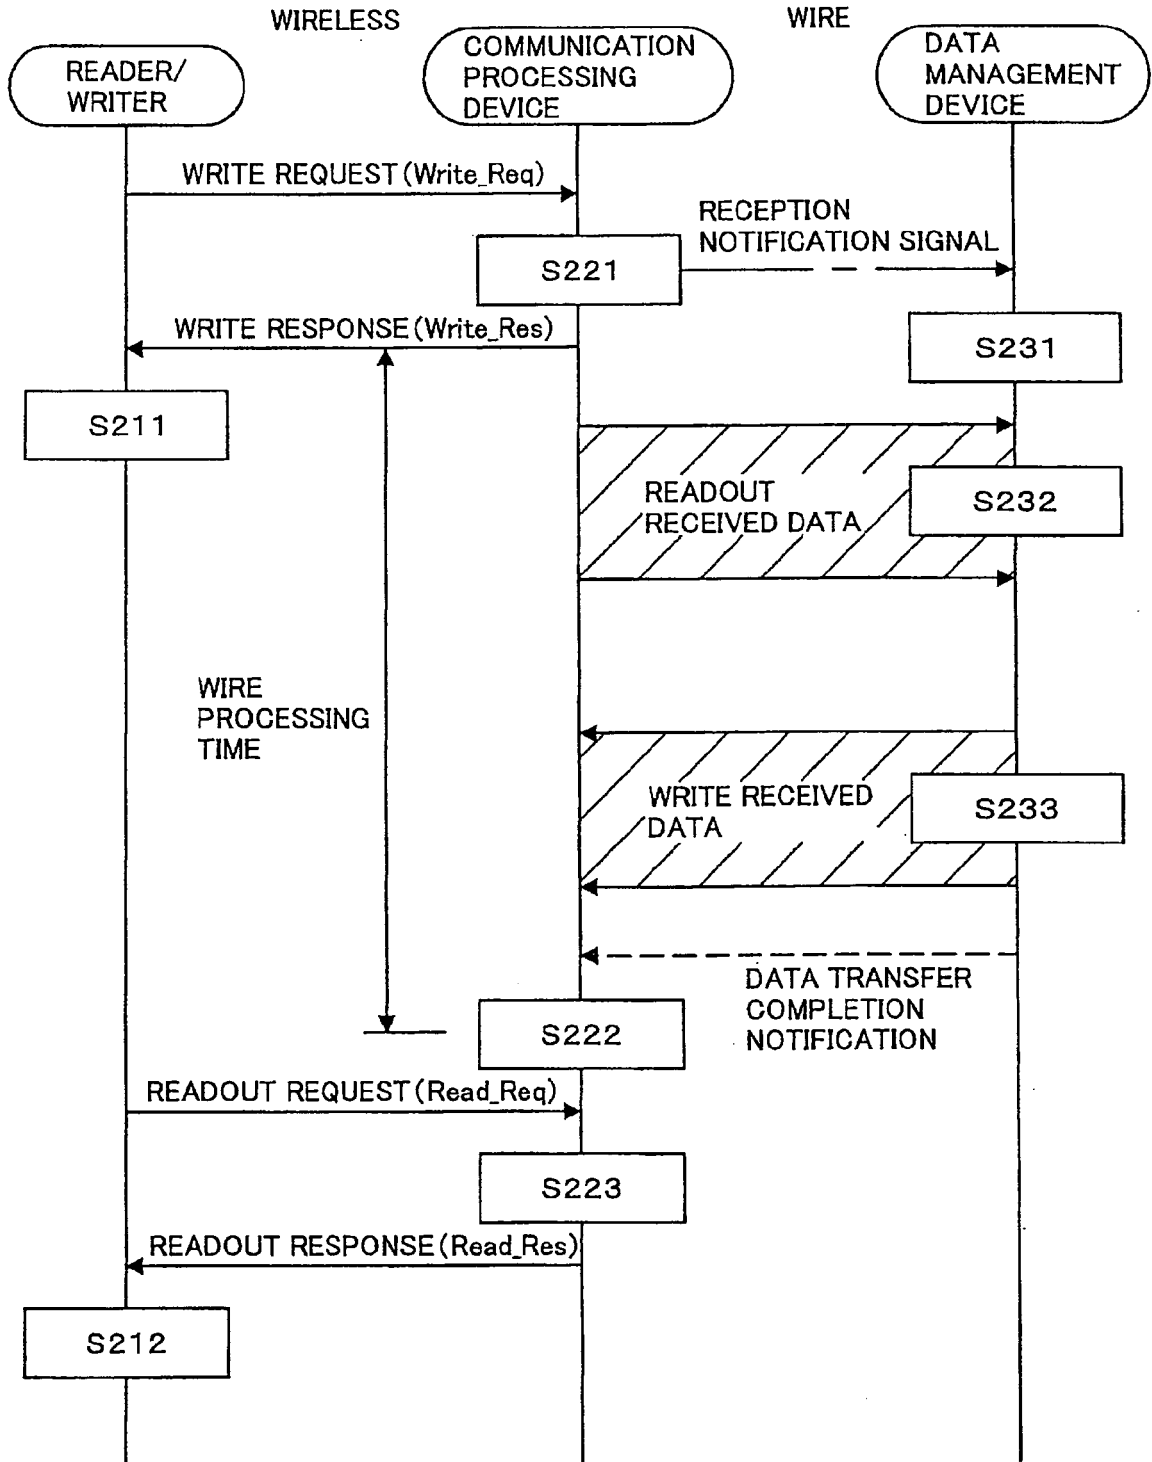 WIRELESS
WIRE
READER/
WRITER
COMMUNICATION
PROCESSING
DEVICE
DATA
MANAGEMENT
DEVICE
WRITE REQUEST(Write_Req)
RECEPTION
NOTIFICATION SIGNAL
S221
WRITE RESPONSE(Write_Res)
S231
S211
READOUT
RECEIVED DATA
S232
WIRE
PROCESSING
TIME
WRITE RECEIVED
DATA
S233
DATA TRANSFER
COMPLETION
NOTIFICATION
S222
READOUT REQUEST(Read_Req)
S223
READOUT RESPONSE(Read_Res)
S212